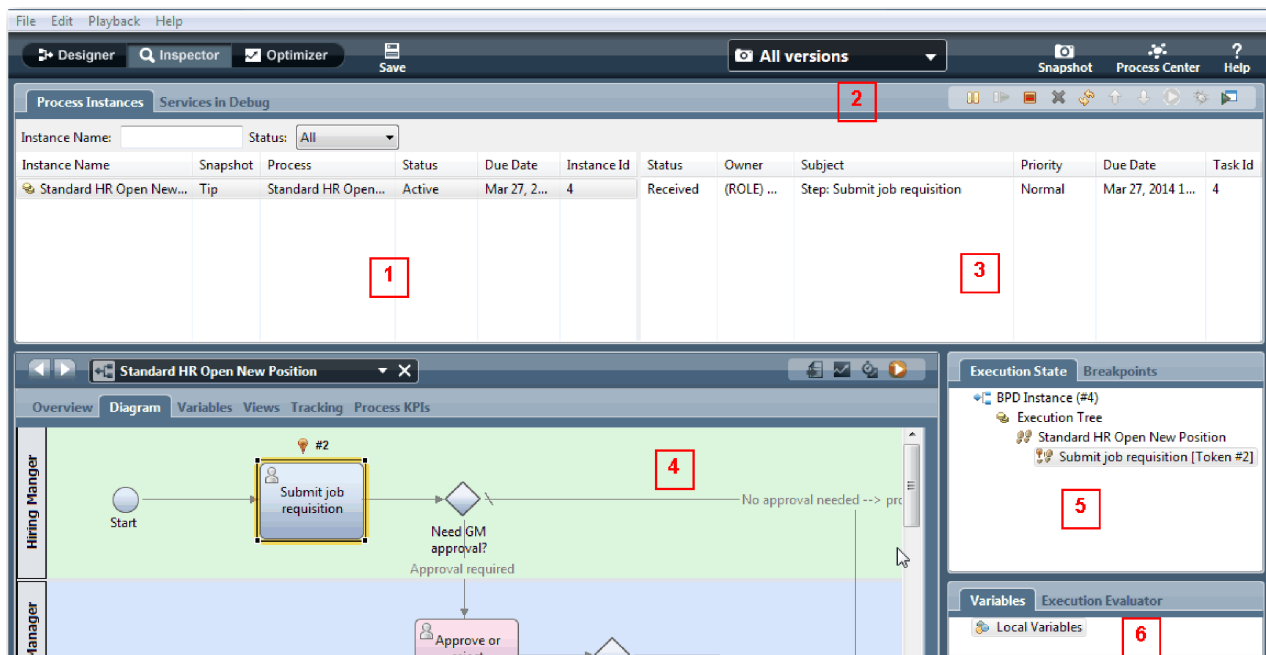 File Edit Playback Help
Designer Inspector Optimizer Save All versions Snapshot Process Center Help
Process Instances Services in Debug 2
Instance Name: Status: All
Instance Name Snapshot Process Status Due Date Instance Id Status Owner Subject Priority Due Date Task Id
Standard HR Open New... Tip Standard HR Open... Active Mar 27, 2... 4 Received (ROLE) ... Step: Submit job requisition Normal Mar 27, 2014 1... 4
1 3
Standard HR Open New Position
Overview Diagram Variables Views Tracking Process KPIs
Hiring Manger
#2
Submit job
requisition
Start
Need GM
approval?
Approval required
No approval needed --> pro
4
Approve or
Execution State Breakpoints
BPD Instance (#4)
Execution Tree
Standard HR Open New Position
Submit job requisition [Token #2]
5
Variables Execution Evaluator
Local Variables
6